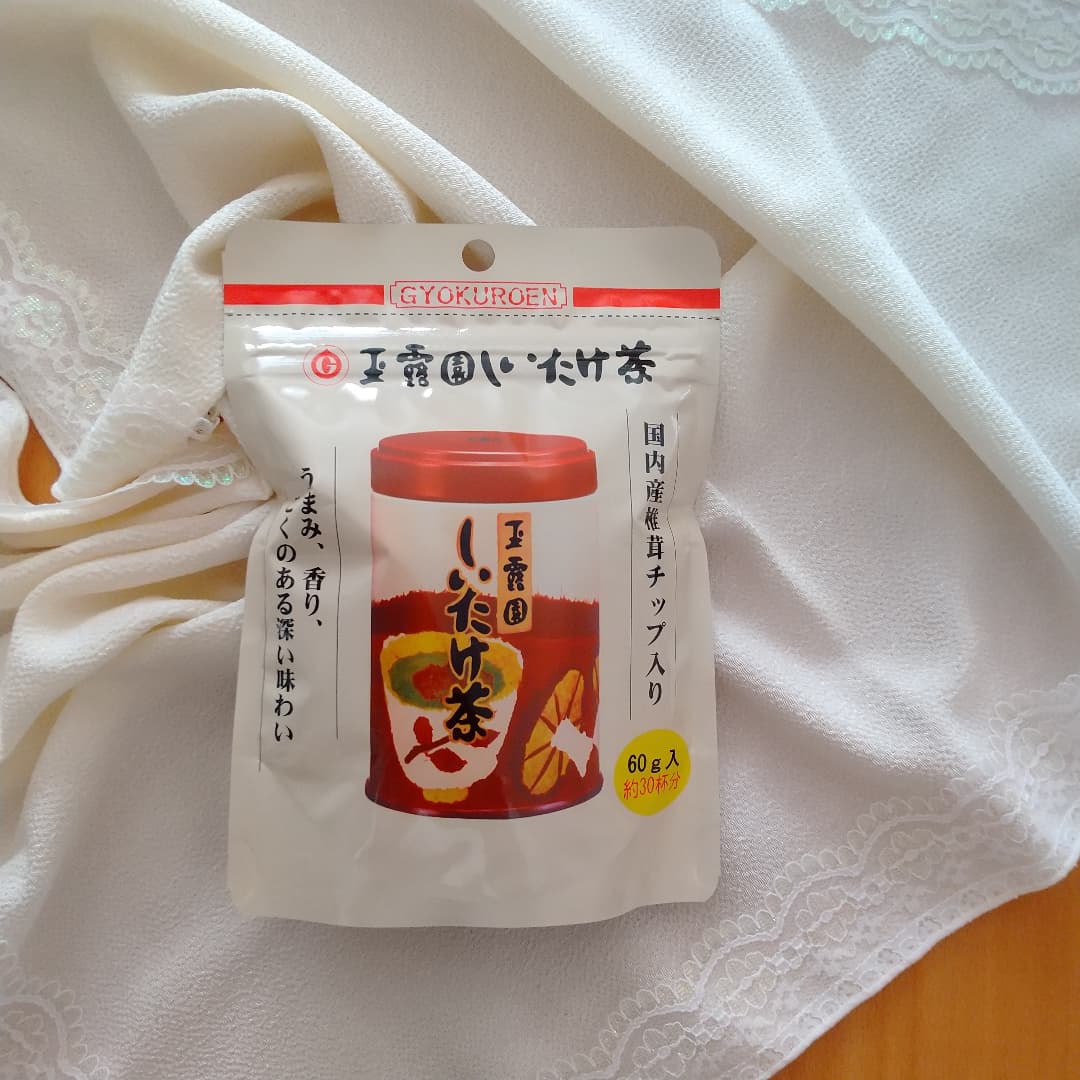 GYOKUROEN
G 玉露園しいたけ茶
国内産椎茸チップ入り
うまみ、香り、
くのある深い味わい
玉露園
しいたけ茶
60g入
約30杯分